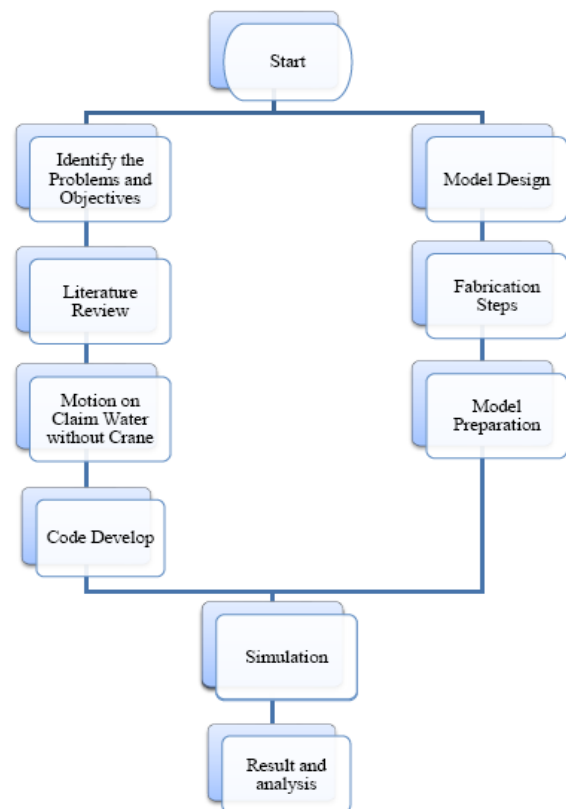 Start
Identify the
Problems and
Objectives
Literature
Review
Motion on
Claim Water
without Crane
Code Develop
Model Design
Fabrication
Steps
Model
Preparation
Simulation
Result and
analysis